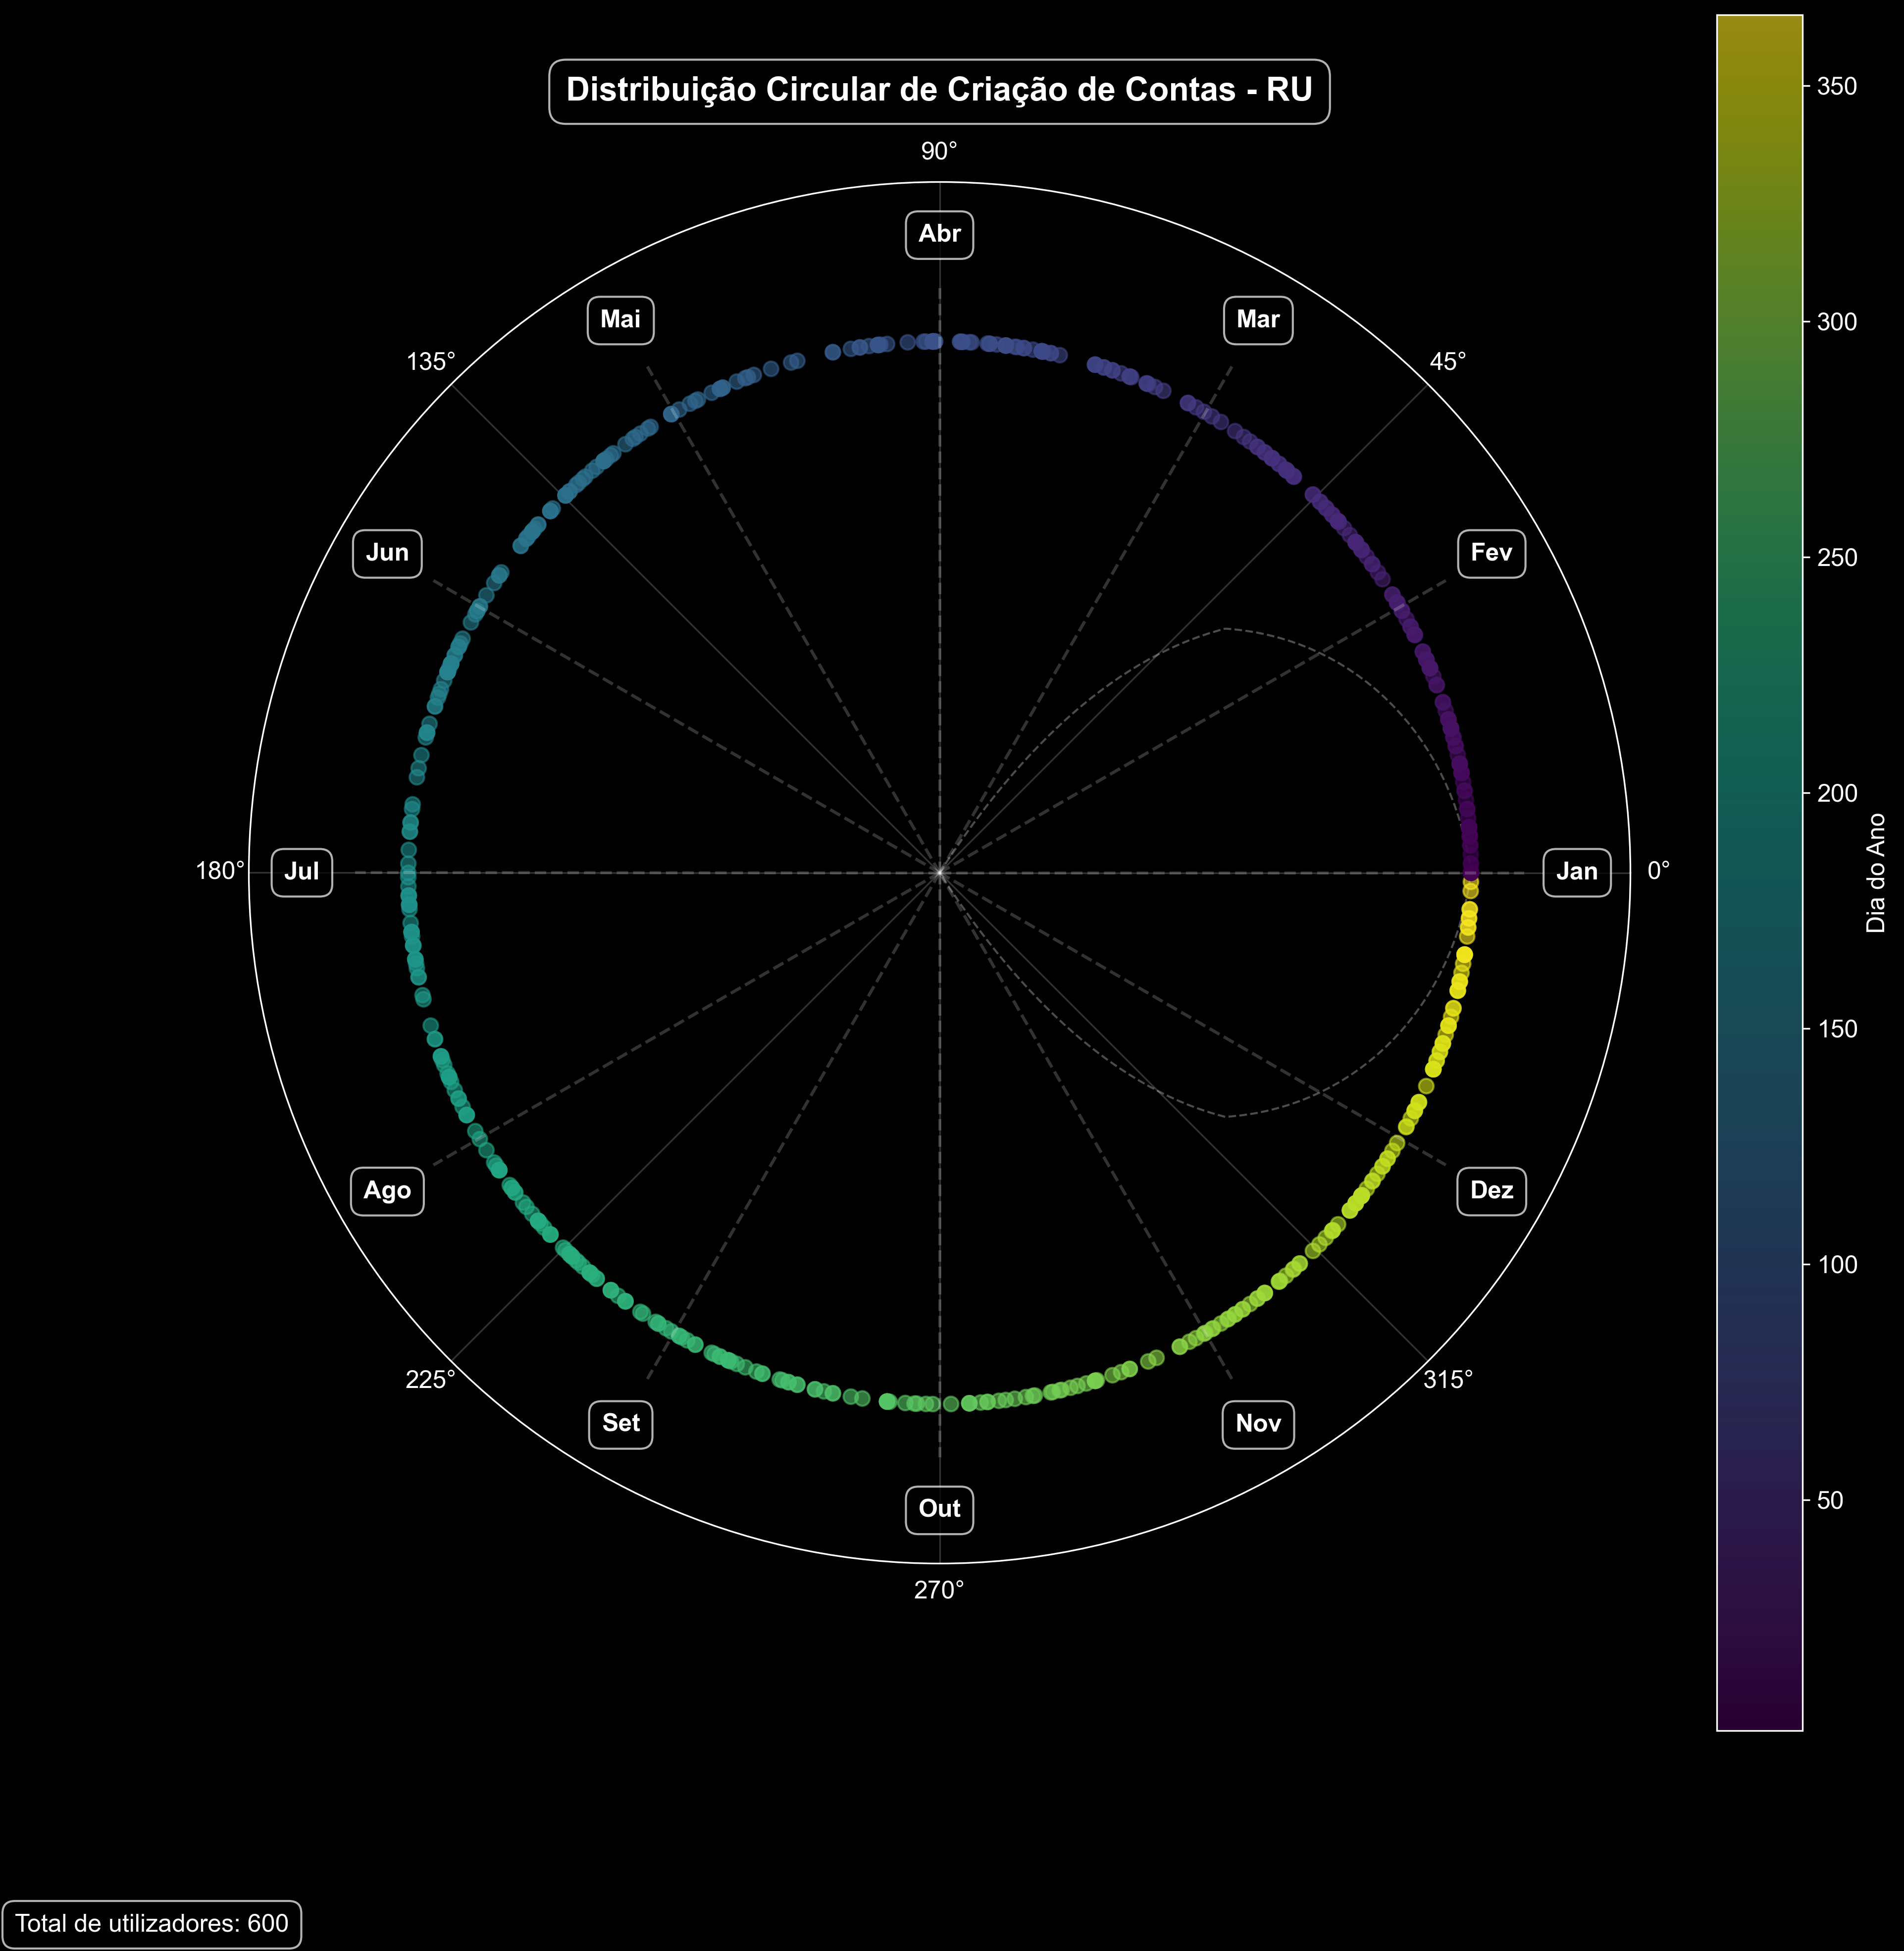 Distribuição Circular de Criação de Contas - RU
90°
Abr
Mai
Mar
135°
45°
Jun
Fev
180°
Jul
Jan
0°
Ago
Dez
225°
315°
Set
Nov
Out
270°
350
300
250
200
150
100
50
Dia do Ano
Total de utilizadores: 600